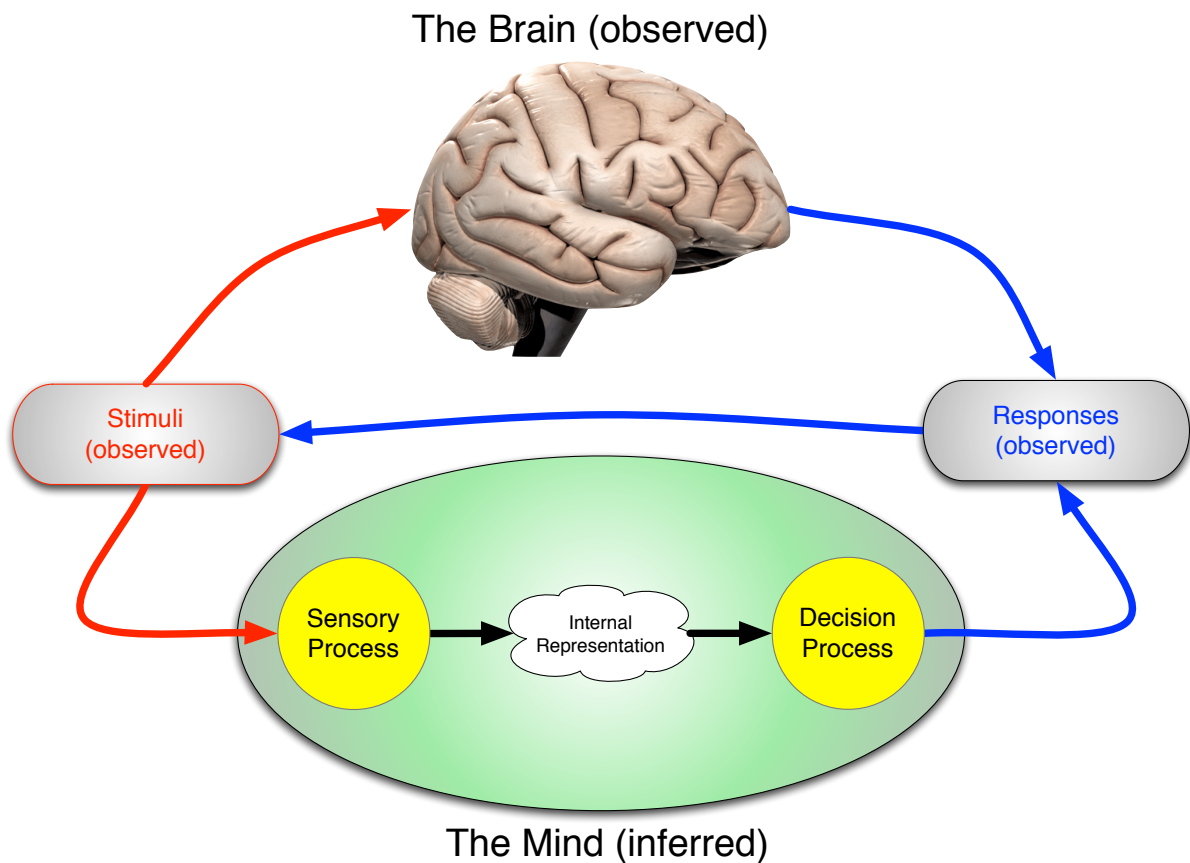 The Brain (observed)
Stimuli
(observed)
Responses
(observed)
Sensory
Process
Internal
Representation
Decision
Process
The Mind (inferred)